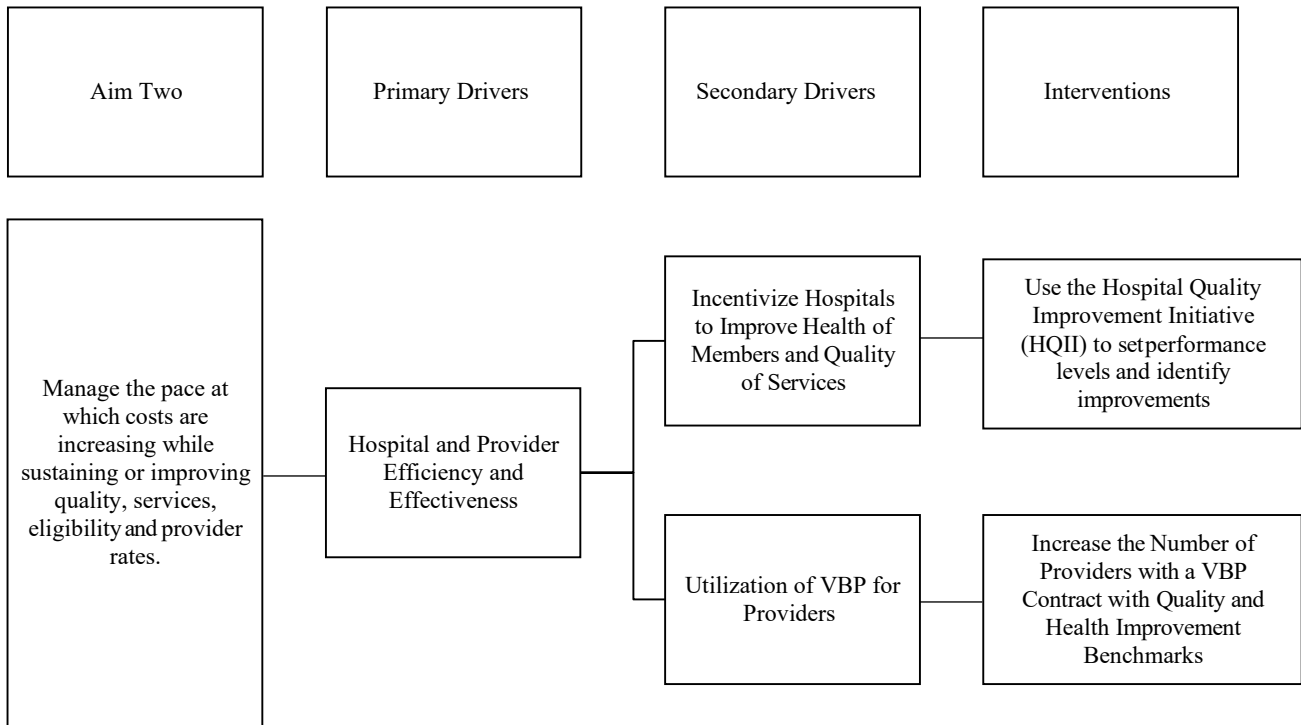 Aim Two
Primary Drivers
Secondary Drivers
Interventions
Manage the pace at
which costs are
increasing while
sustaining or improving
quality, services,
eligibility and provider
rates.
Hospital and Provider
Efficiency and
Effectiveness
Incentivize Hospitals
to Improve Health of
Members and Quality
of Services
Use the Hospital Quality
Improvement Initiative
(HQII) to setperformance
levels and identify
improvements
Utilization of VBP for
Providers
Increase the Number of
Providers with a VBP
Contract with Quality and
Health Improvement
Benchmarks